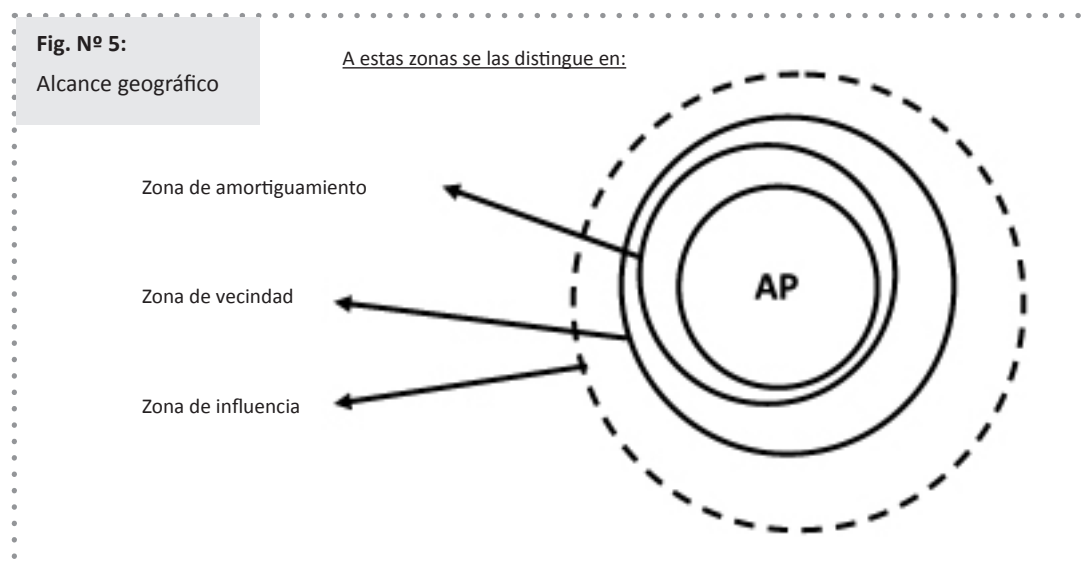 Fig. Nº 5:
Alcance geográfico
A estas zonas se las distingue en:
Zona de amortiguamiento
Zona de vecindad
Zona de influencia
AP